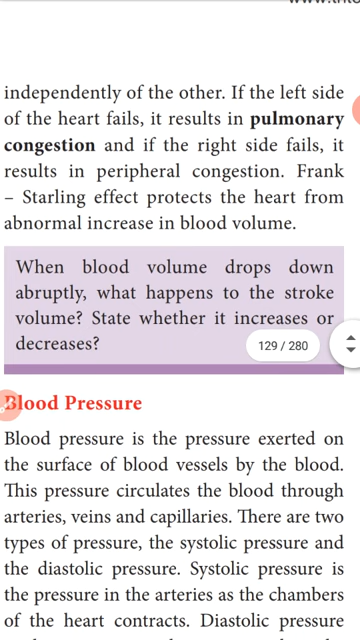 independently of the other. If the left side
of the heart fails, it results in pulmonary
congestion and if the right side fails, it
results in peripheral congestion. Frank
– Starling effect protects the heart from
abnormal increase in blood volume.
When blood volume drops down
abruptly, what happens to the stroke
volume? State whether it increases or
decreases?
129 / 280
Blood Pressure
Blood pressure is the pressure exerted on
the surface of blood vessels by the blood.
This pressure circulates the blood through
arteries, veins and capillaries. There are two
types of pressure, the systolic pressure and
the diastolic pressure. Systolic pressure is
the pressure in the arteries as the chambers
of the heart contracts. Diastolic pressure